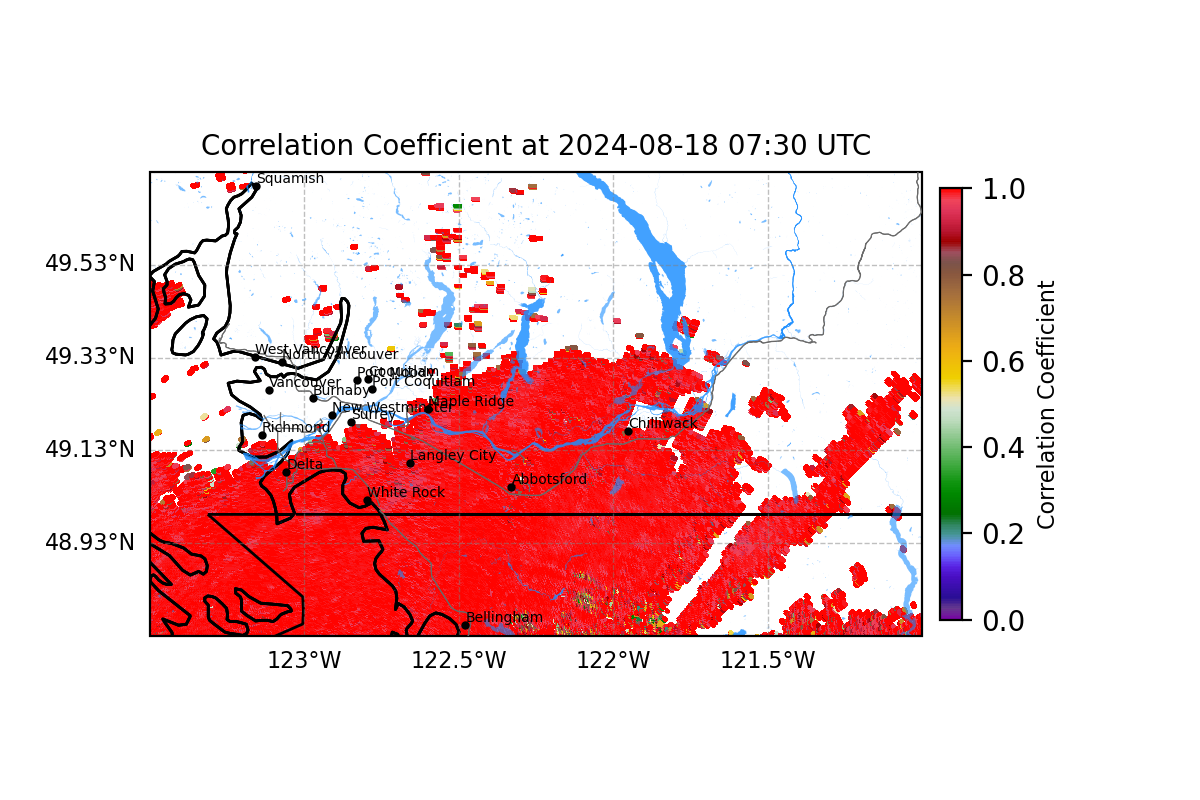 Correlation Coefficient at 2024-08-18 07:30 UTC
Squamish
1.0
49.53°N
0.8
49.33°N
West Vancouver
North Vancouver
Port Moody
Coquitlam
Port Coquitlam
Vancouver
Burnaby
0.6
Maple Ridge
New Westminster
Surrey
Chilliwack
Richmond
49.13°N
0.4
Langley City
Delta
Abbotsford
White Rock
Correlation Coefficient
0.2
48.93°N
Bellingham
0.0
123°W
122.5°W
122°W
121.5°W